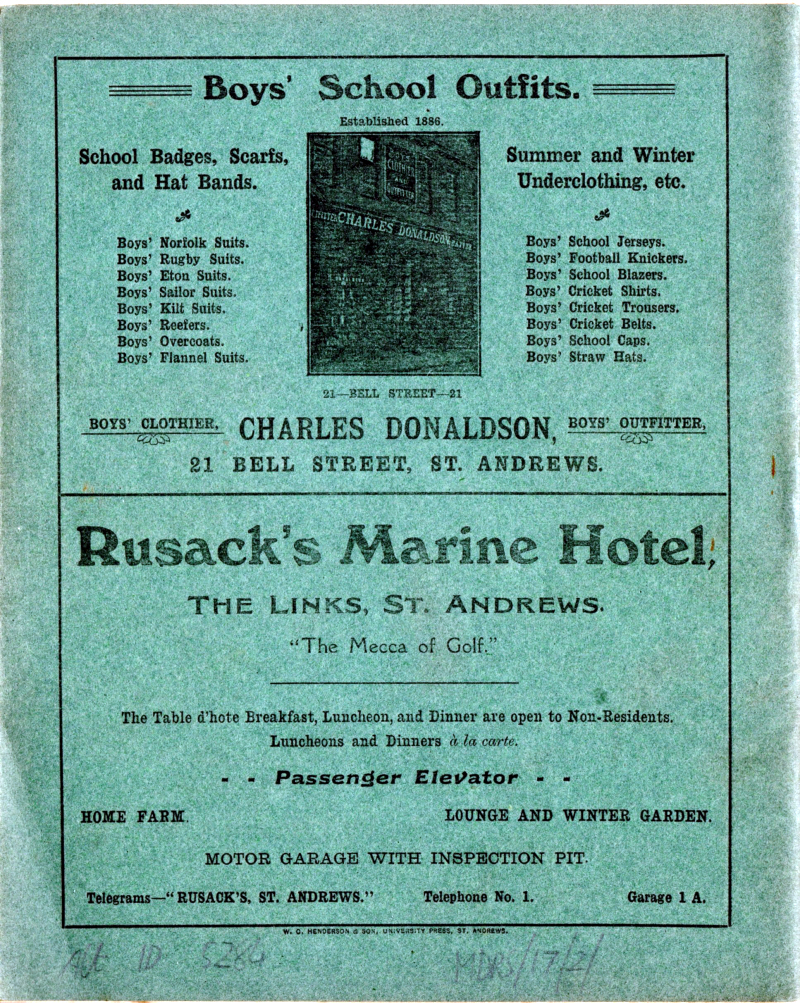 Boys' School Outfits.
Established 1886.
School Badges, Scarfs,
and Hat Bands.
Boys' Norfolk Suits.
Boys' Rugby Suits.
Boys' Eton Suits.
Boys' Sailor Suits.
Boys' Kilt Suits.
Boys' Reefers.
Boys' Overcoats.
Boys' Flannel Suits.
CHARLES DONALDSON
Summer and Winter
Underclothing, etc.
Boys' School Jerseys.
Boys' Football Knickers.
Boys' School Blazers.
Boys' Cricket Shirts.
Boys' Cricket Trousers.
Boys' Cricket Belts.
Boys' School Caps.
Boys' Straw Hats.
21—BELL STREET—21
BOYS' CLOTHIER, CHARLES DONALDSON, BOYS' OUTFITTER,
21 BELL STREET, ST. ANDREWS.
Rusack's Marine Hotel,
THE LINKS, ST. ANDREWS.
"The Mecca of Golf."
The Table d'hote Breakfast, Luncheon, and Dinner are open to Non-Residents.
Luncheons and Dinners à la carte.
- - Passenger Elevator - -
HOME FARM. LOUNGE AND WINTER GARDEN.
MOTOR GARAGE WITH INSPECTION PIT.
Telegrams—"RUSACK'S, ST. ANDREWS." Telephone No. 1. Garage 1 A.
W. C. HENDERSON & SON, UNIVERSITY PRESS, ST. ANDREWS.
ID 5264